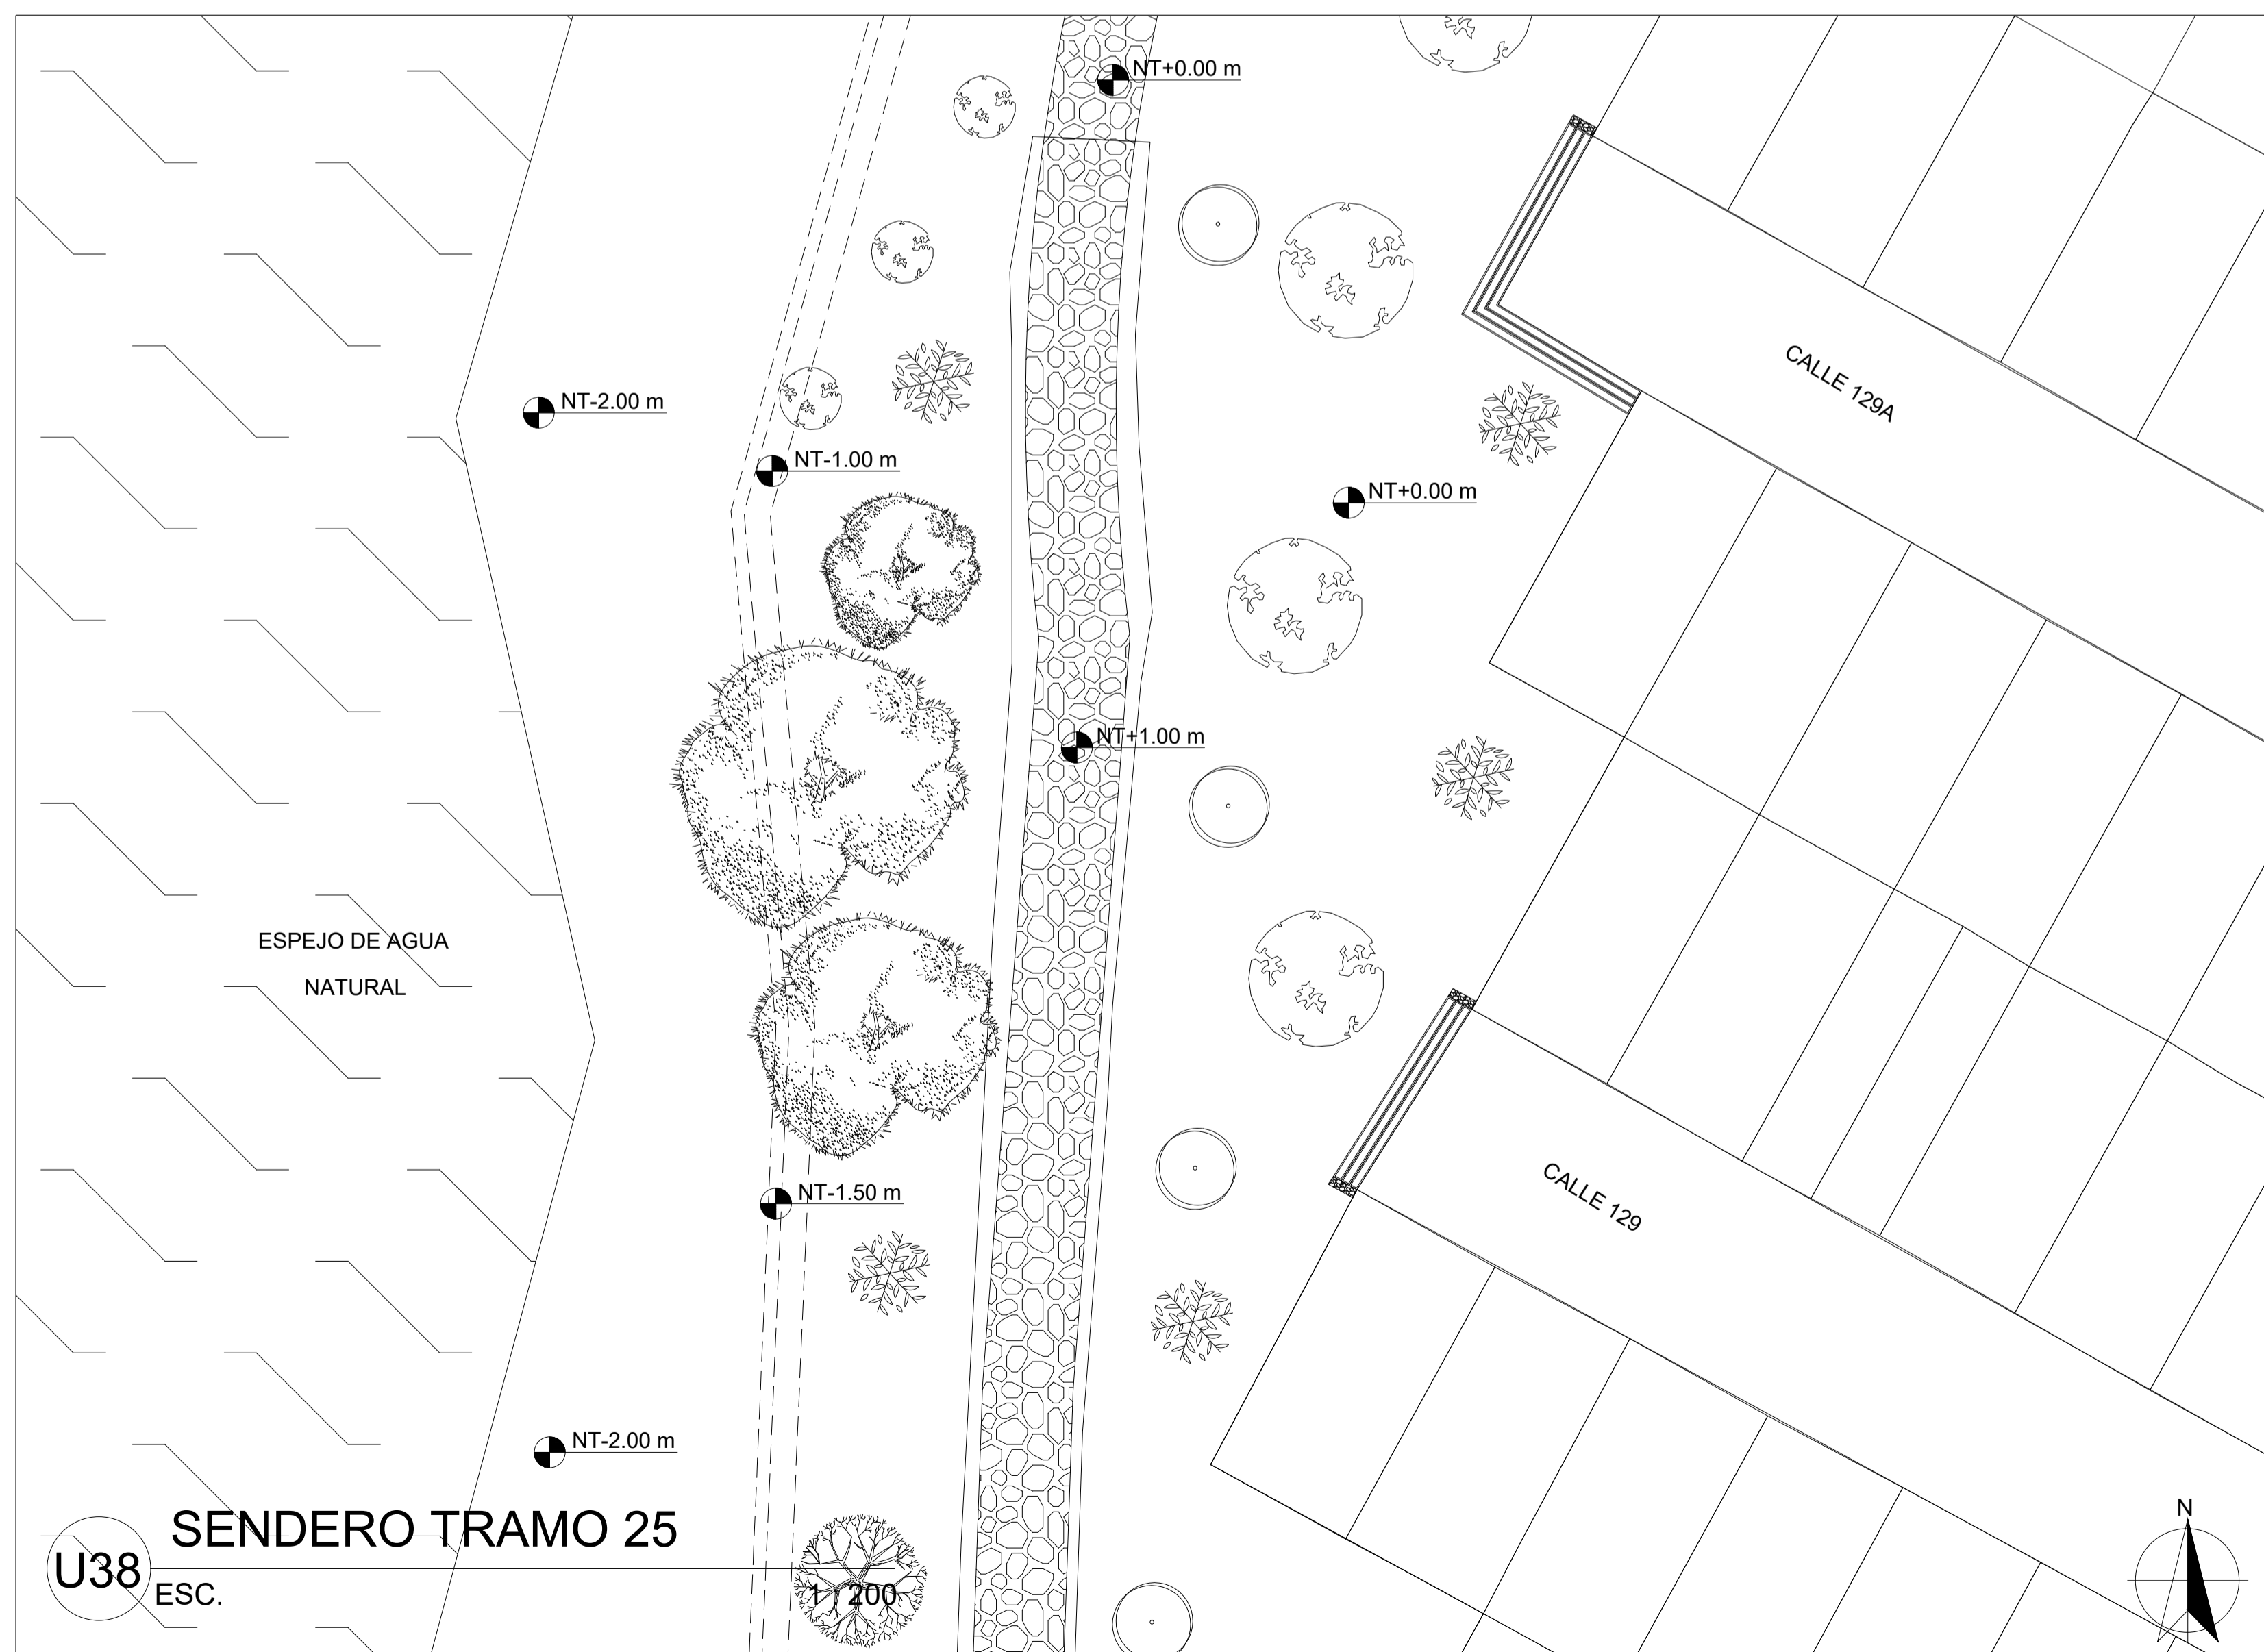 NT+0.00 m
CALLE 129A
NT-2.00 m
NT-1.00 m
NT+0.00 m
NT+1.00 m
ESPEJO DE AGUA
NATURAL
NT-1.50 m
CALLE 129
NT-2.00 m
SENDERO TRAMO 25
U38
ESC.
1 : 200
N